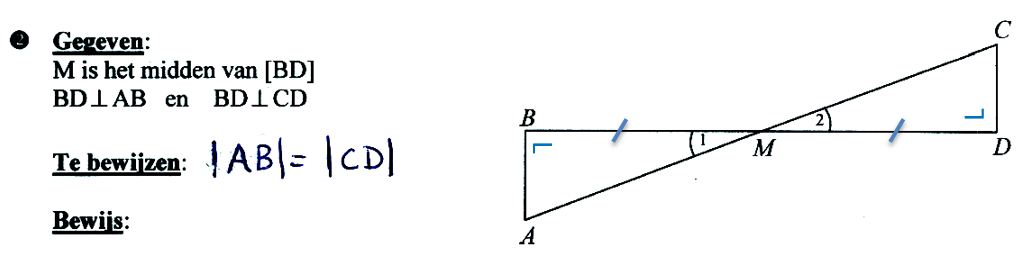 ❷ Gegeven:
M is het midden van [BD]
BD⊥AB en BD⊥CD
Te bewijzen: |AB|= |CD|
Bewijs:
C
B
2
1
M
D
A